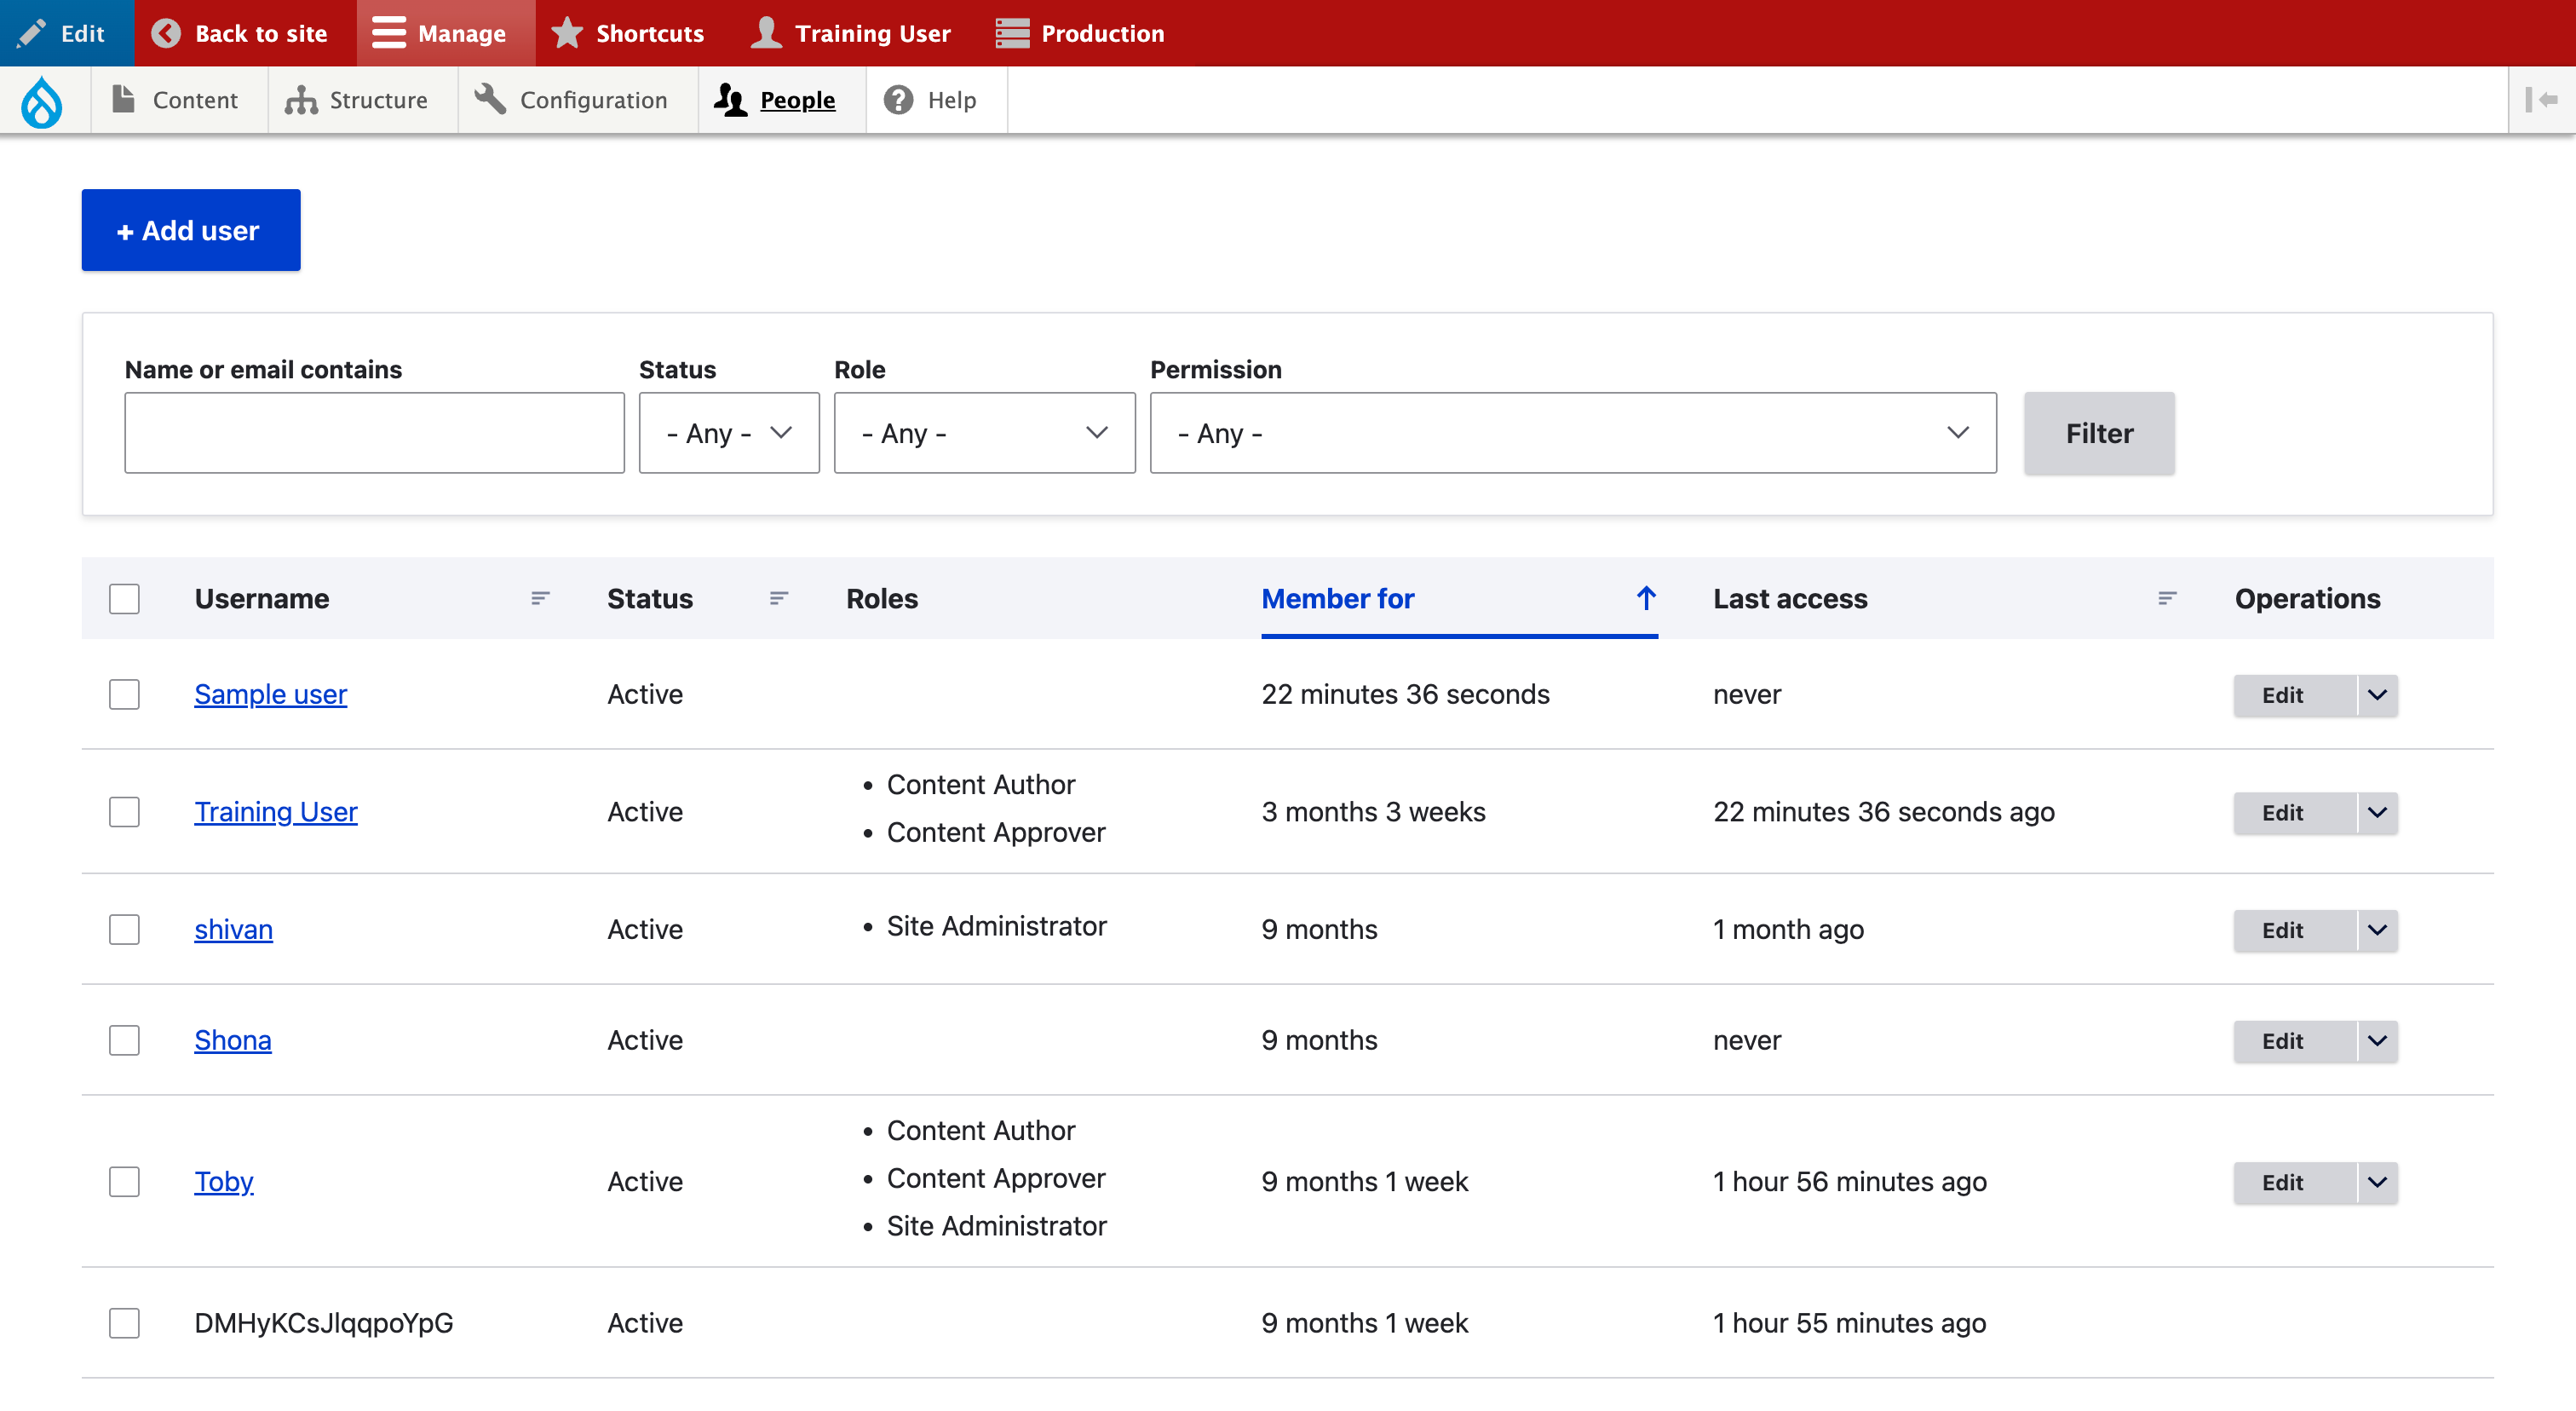 Edit Back to site Manage Shortcuts Training User Production
Content Structure Configuration People Help
+ Add user
Name or email contains Status Role Permission
- Any - - Any - - Any - Filter
Username Status Roles Member for Last access Operations
Sample user Active 22 minutes 36 seconds never Edit
Training User Active Content Author Content Approver 3 months 3 weeks 22 minutes 36 seconds ago Edit
shivan Active Site Administrator 9 months 1 month ago Edit
Shona Active 9 months never Edit
Toby Active Content Author Content Approver Site Administrator 9 months 1 week 1 hour 56 minutes ago Edit
DMHyKCsJlqqpoYpG Active 9 months 1 week 1 hour 55 minutes ago